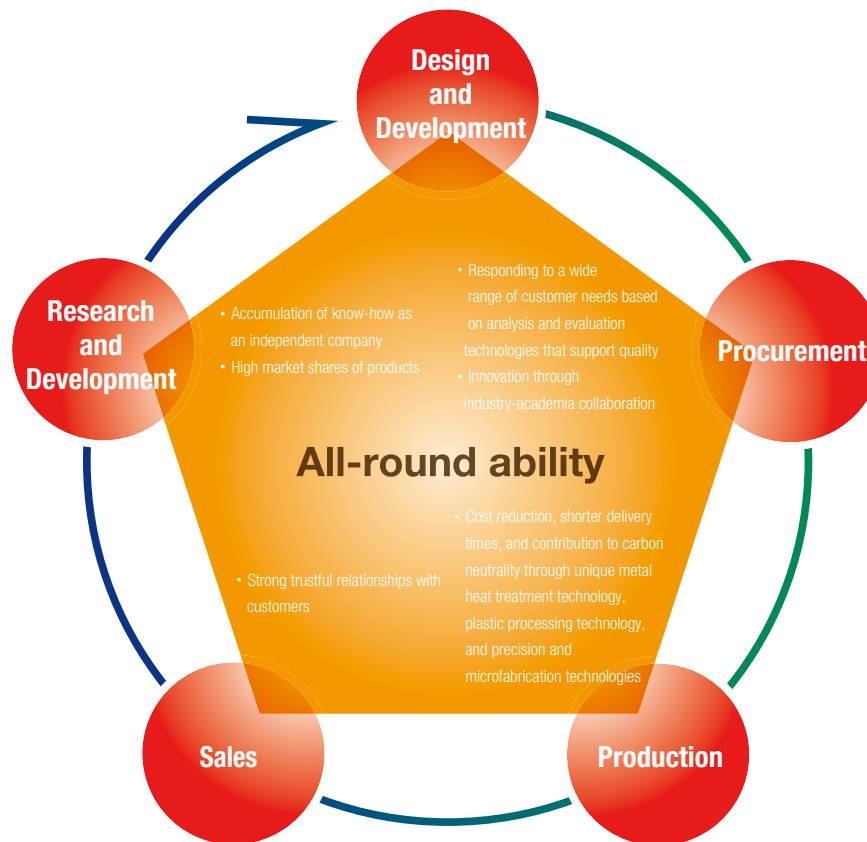 Design
and
Development
Research
and
Development
• Accumulation of know-how as
an independent company
• High market shares of products
• Responding to a wide
range of customer needs based
on analysis and evaluation
technologies that support quality
• Innovation through
industry-academia collaboration
Procurement
All-round ability
• Strong trustful relationships with
customers
• Cost reduction, shorter delivery
times, and contribution to carbon
neutrality through unique metal
heat treatment technology,
plastic processing technology,
and precision and
microfabrication technologies
Sales
Production